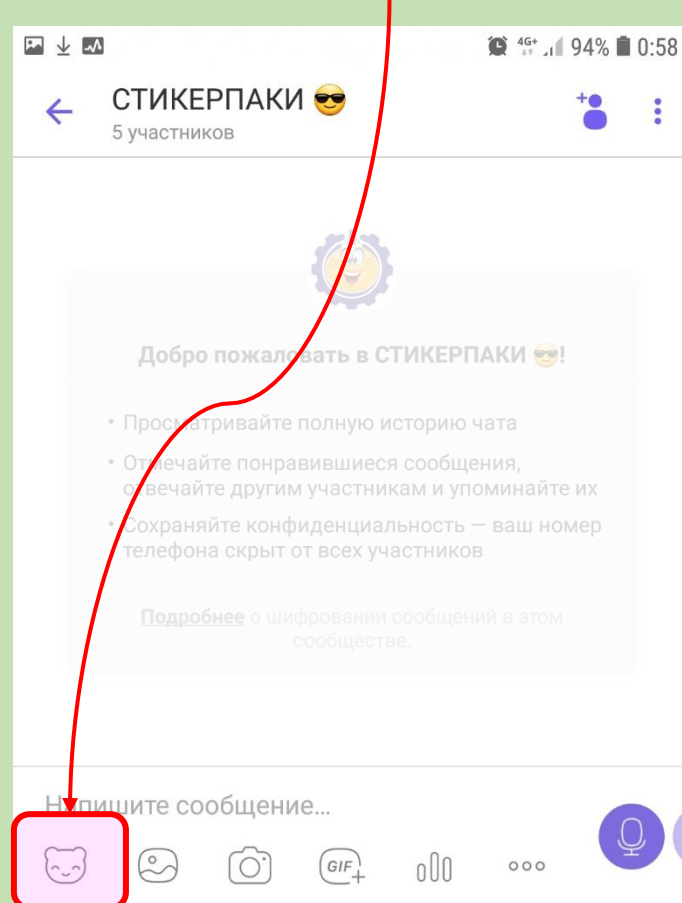 4G+ 94% 0:58
СТИКЕРПАКИ 😎
5 участников
Добро пожаловать в СТИКЕРПАКИ 😎!
• Просматривайте полную историю чата
• Отмечайте понравившиеся сообщения,
отвечайте другим участникам и упоминайте их
• Сохраняйте конфиденциальность — ваш номер
телефона скрыт от всех участников
Подробнее о шифровании сообщений в этом
сообществе.
Напишите сообщение...
GIF+